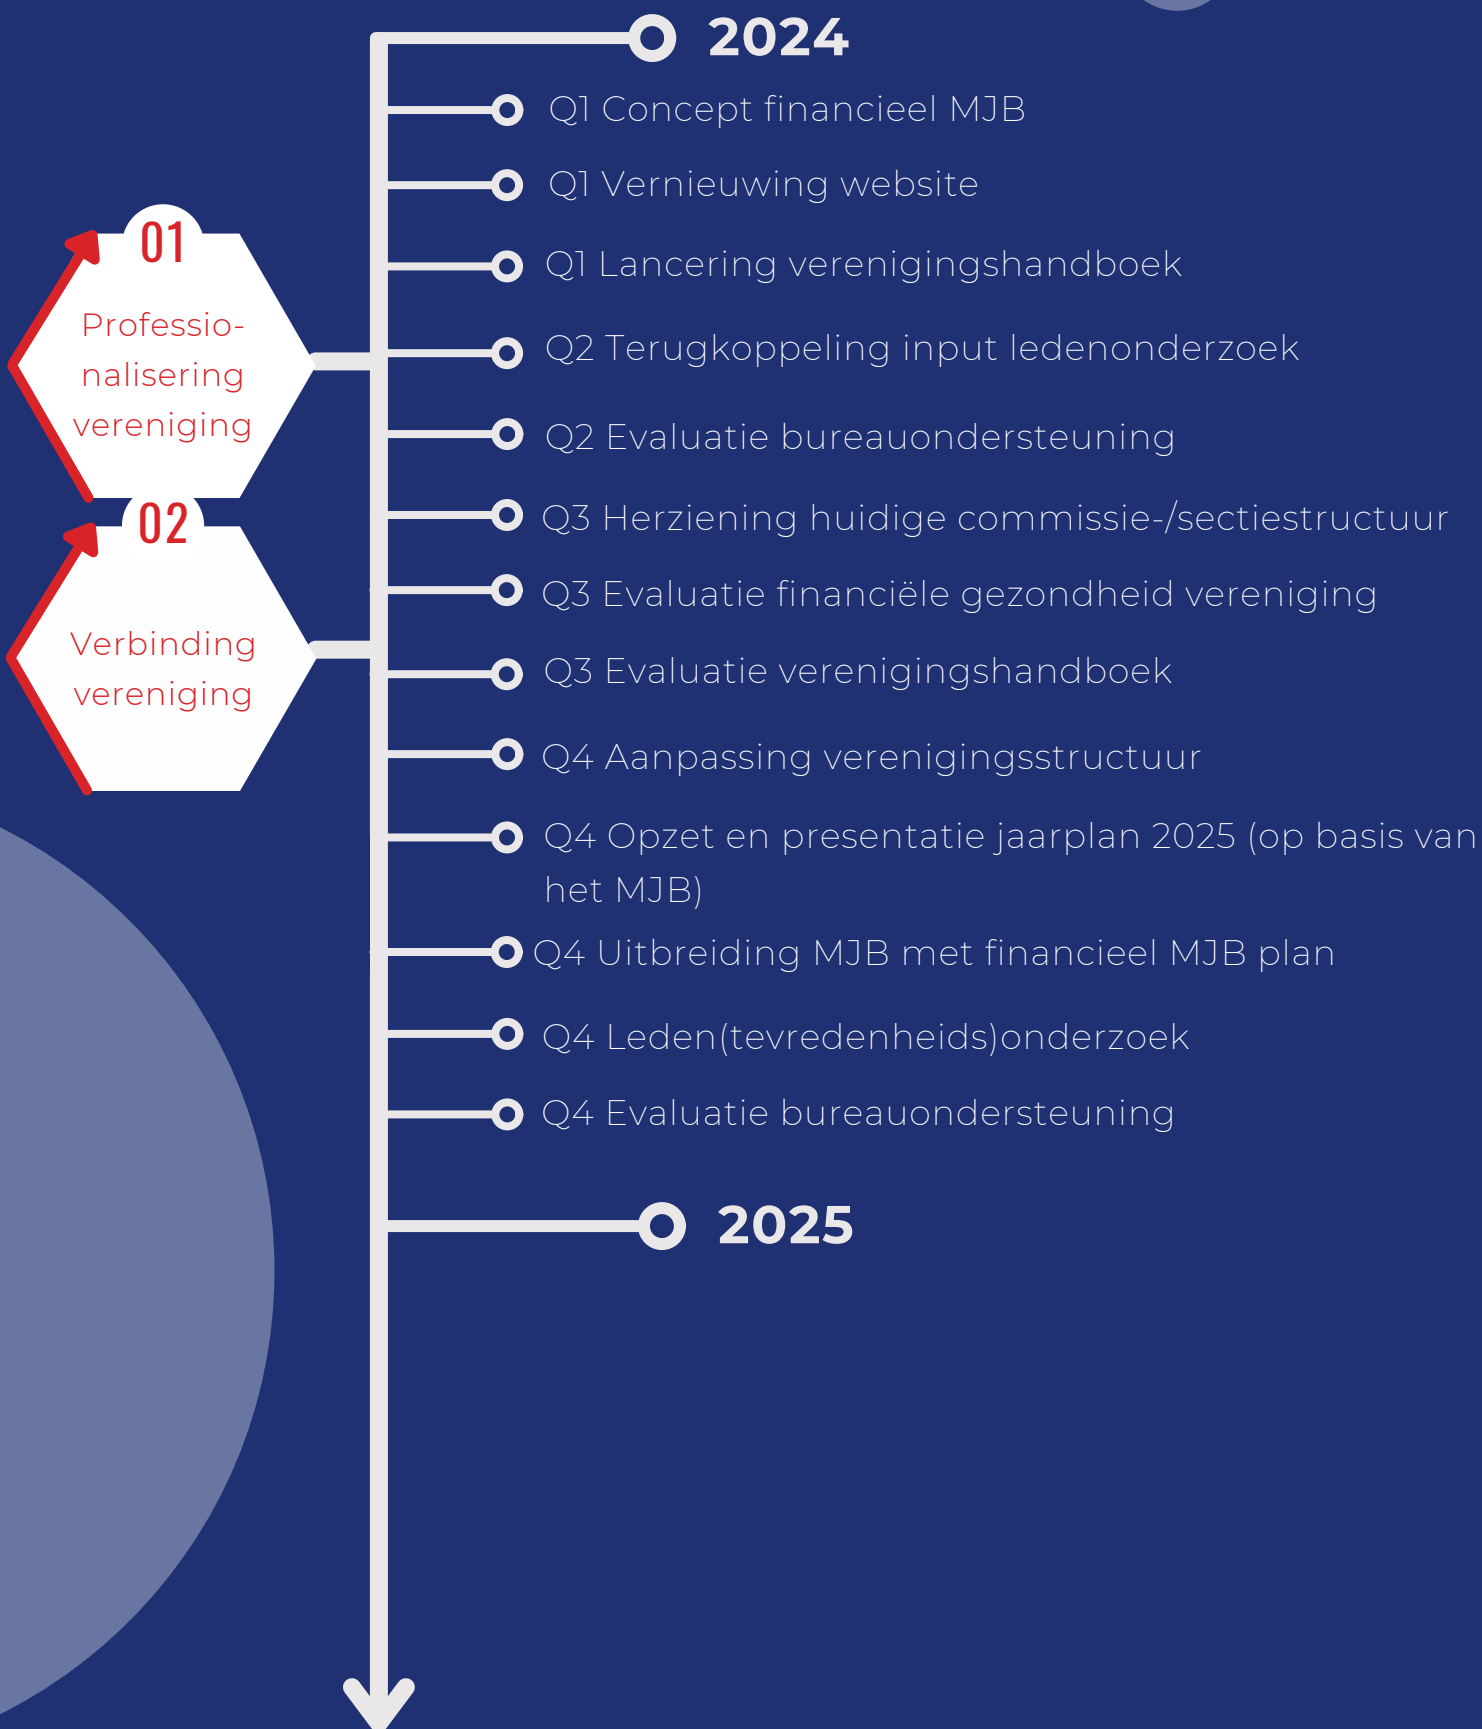 2024
Q1 Concept financieel MJB
Q1 Vernieuwing website
Q1 Lancering verenigingshandboek
Q2 Terugkoppeling input ledenonderzoek
Q2 Evaluatie bureauondersteuning
Q3 Herziening huidige commissie-/sectiestructuur
Q3 Evaluatie financiële gezondheid vereniging
Q3 Evaluatie verenigingshandboek
Q4 Aanpassing verenigingsstructuur
Q4 Opzet en presentatie jaarplan 2025 (op basis van
het MJB)
Q4 Uitbreiding MJB met financieel MJB plan
Q4 Leden(tevredenheids)onderzoek
Q4 Evaluatie bureauondersteuning
2025
01
Professio-
nalisering
vereniging
02
Verbinding
vereniging